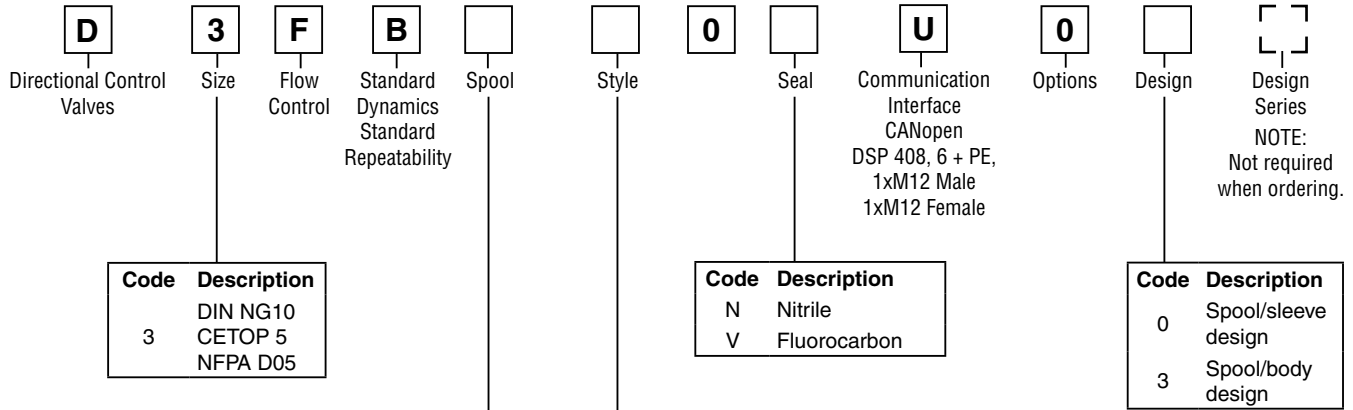 D 3 F B 0 U 0
Directional Control
Valves
Size
Flow
Control
Standard
Dynamics
Standard
Repeatability
Spool
Style
Seal
Communication
Interface
CANopen
DSP 408, 6 + PE,
1xM12 Male
1xM12 Female
Options
Design
Design
Series
NOTE:
Not required
when ordering.
Code Description
3 DIN NG10
CETOP 5
NFPA D05
Code Description
N Nitrile
V Fluorocarbon
Code Description
0 Spool/sleeve
design
3 Spool/body
design